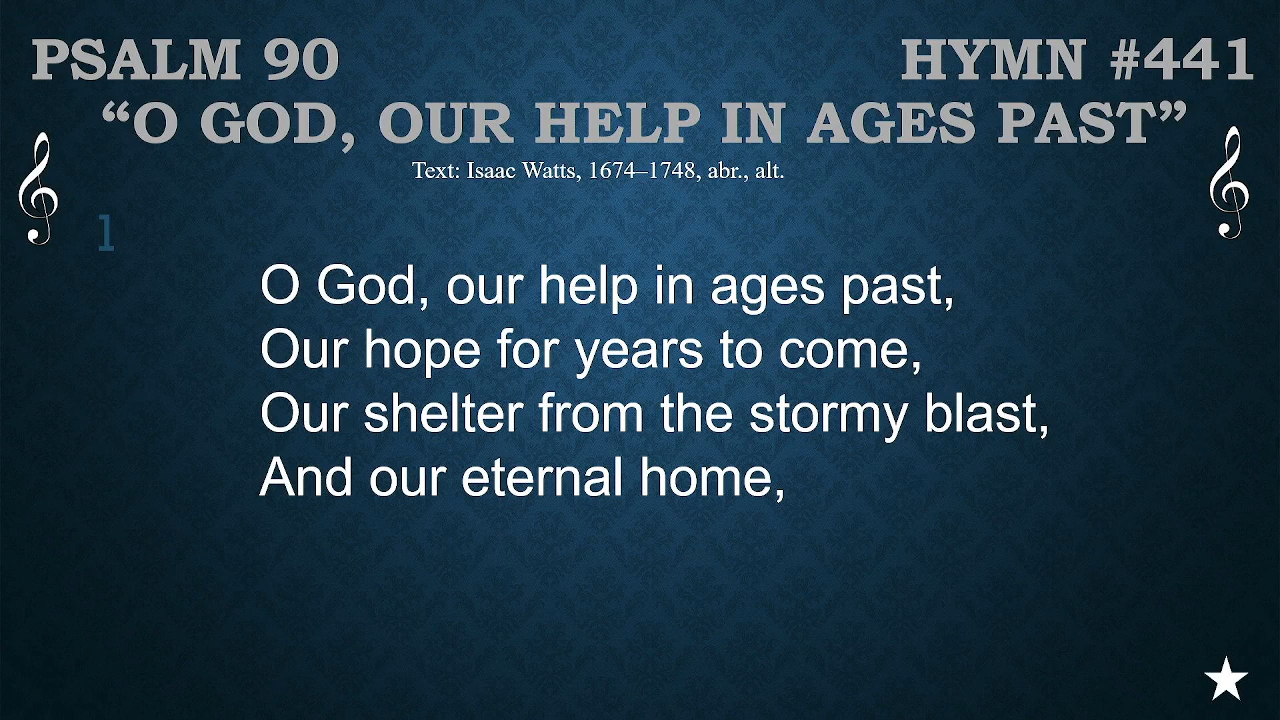 PSALM 90 HYMN #441
“O GOD, OUR HELP IN AGES PAST”
Text: Isaac Watts, 1674–1748, abr., alt.
1
O God, our help in ages past,
Our hope for years to come,
Our shelter from the stormy blast,
And our eternal home,